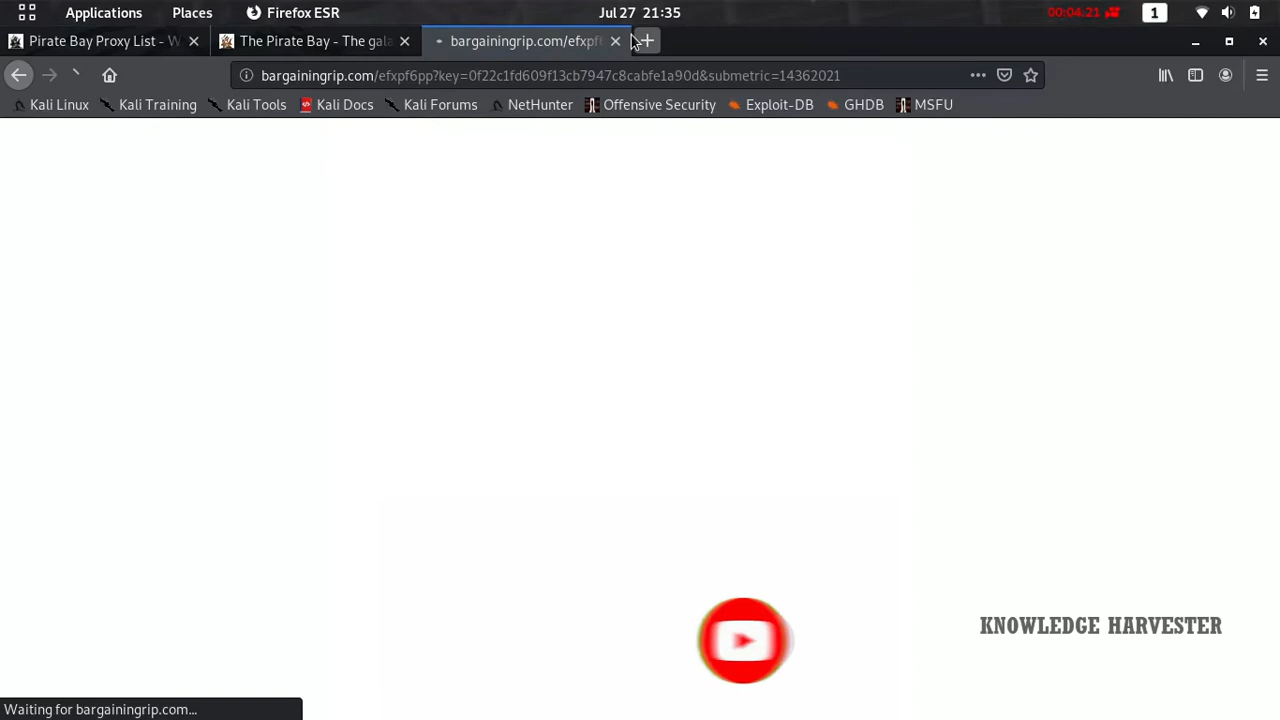 Applications Places Firefox ESR Jul 27 21:35 00:04:21 1
Pirate Bay Proxy List - W The Pirate Bay - The gala bargainingrip.com/efxpf6
bargainingrip.com/efxpf6pp?key=0f22c1fd609f13cb7947c8cabfe1a90d&submetric=14362021
Kali Linux Kali Training Kali Tools Kali Docs Kali Forums NetHunter Offensive Security Exploit-DB GHDB MSFU
KNOWLEDGE HARVESTER
Waiting for bargainingrip.com...